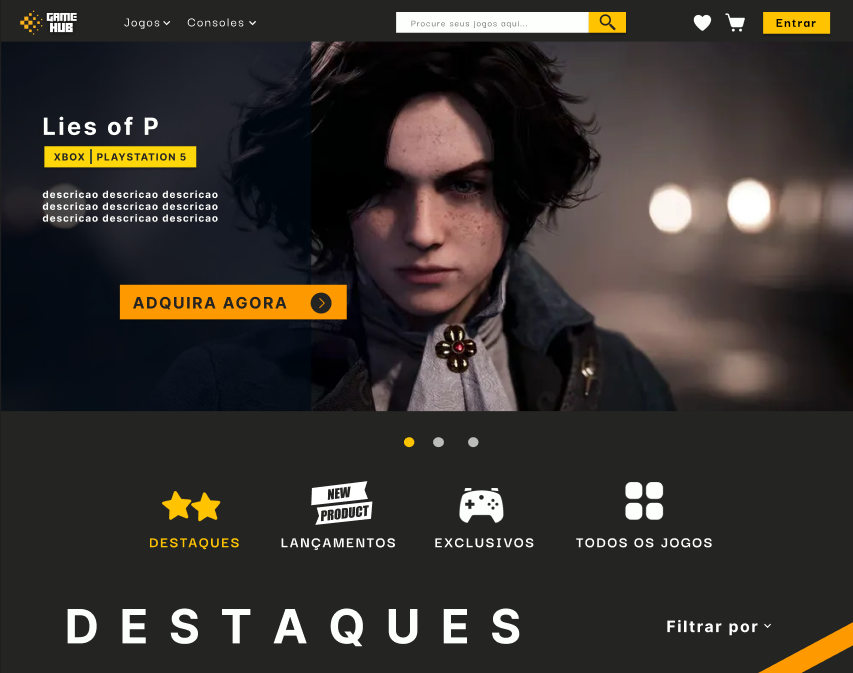 GAME
HUB
Jogos
Consoles
Procure seus jogos aqui...
Entrar
Lies of P
XBOX | PLAYSTATION 5
descricao descricao descricao
descricao descricao descricao
descricao descricao descricao
ADQUIRA AGORA
NEW
PRODUCT
DESTAQUES
LANÇAMENTOS
EXCLUSIVOS
TODOS OS JOGOS
DESTAQUES
Filtrar por